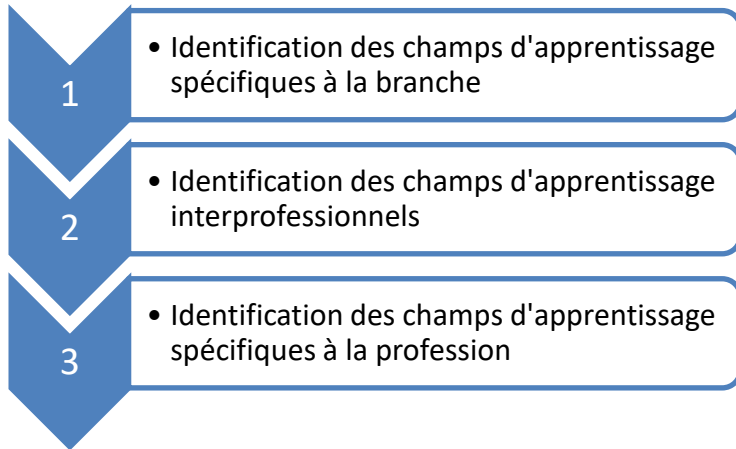 1
• Identification des champs d'apprentissage
spécifiques à la branche
2
• Identification des champs d'apprentissage
interprofessionnels
3
• Identification des champs d'apprentissage
spécifiques à la profession